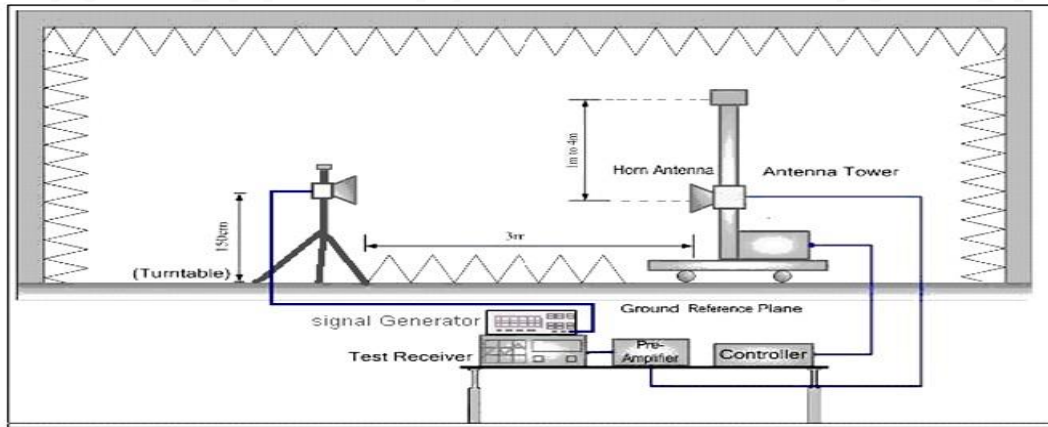 1m to 4m
Horn Antenna
Antenna Tower
150cm
3m
(Turntable)
Ground Reference Plane
signal Generator
Test Receiver
Pre-
Amplifier
Controller